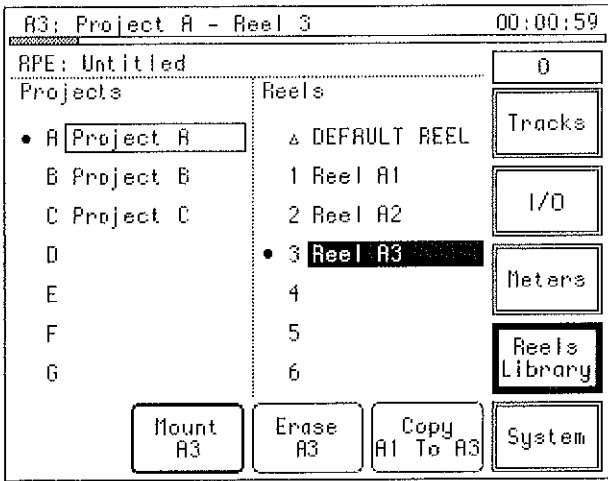 A3: Project A - Reel 3 00:00:59
RPE: Untitled 0
Projects Reels
A Project A △ DEFAULT REEL
Tracks
B Project B 1 Reel A1
C Project C 2 Reel A2
I/O
D 3 Reel A3
E 4
Meters
F 5
G 6
Reels
Library
Mount
A3
Erase
A3
Copy
A1 To A3
System